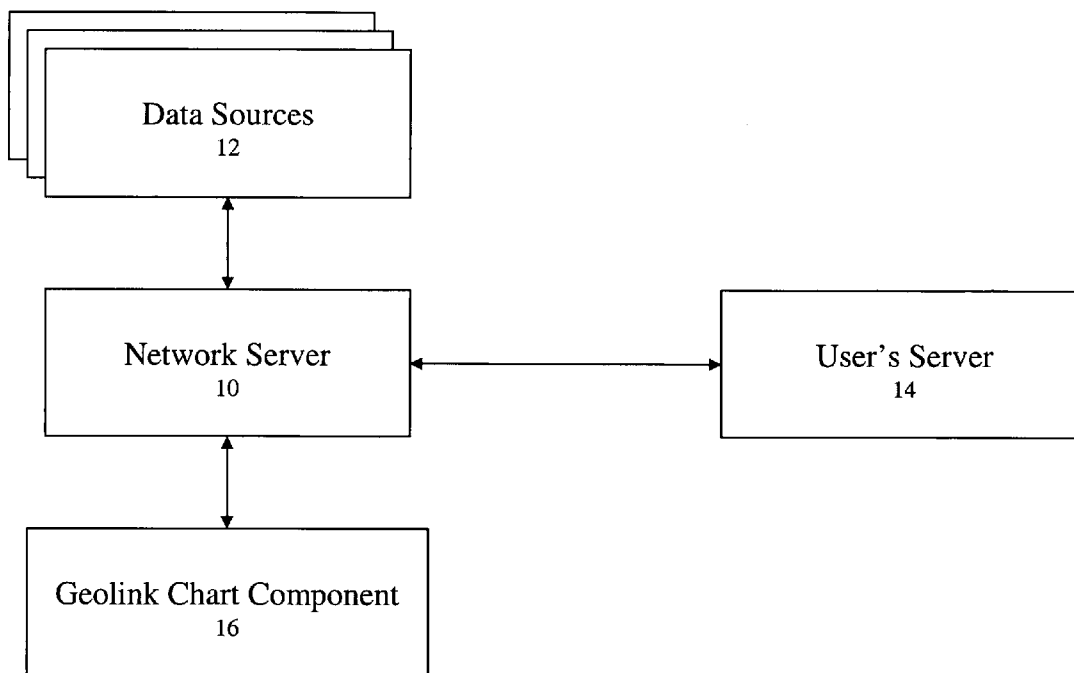 Data Sources
12
Network Server
10
User's Server
14
Geolink Chart Component
16